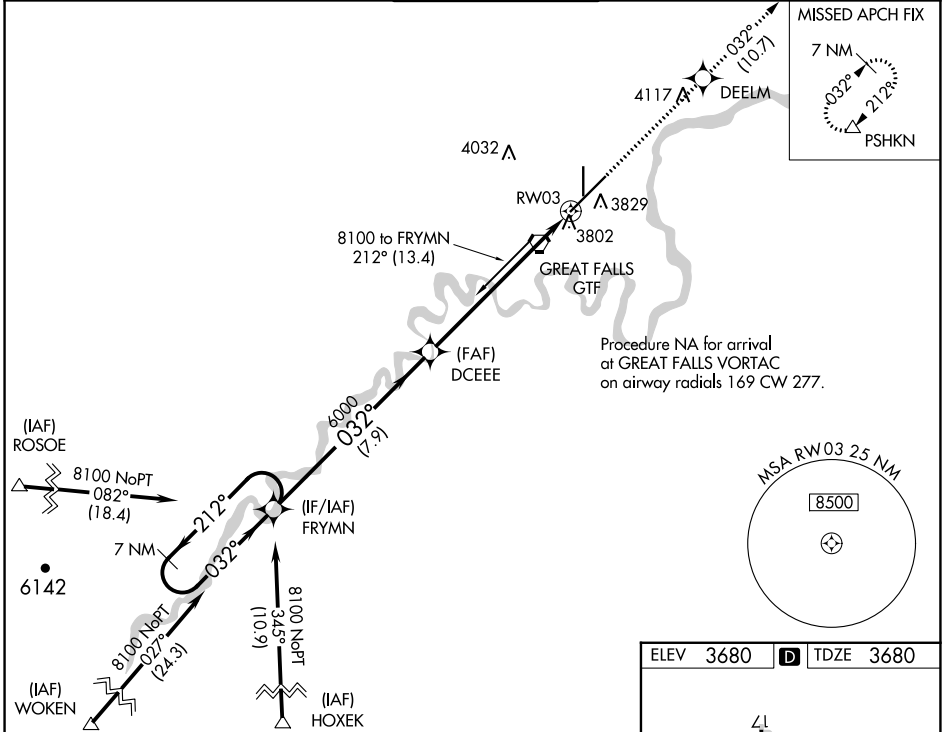 MISSED APCH FIX
7 NM
032°
212°
PSHKN
032°
(10.7)
DEELM
4117
4032
RW03
3829
3802
8100 to FRYMN
212° (13.4)
GREAT FALLS
GTF
(FAF)
DCEEE
Procedure NA for arrival
at GREAT FALLS VORTAC
on airway radials 169 CW 277.
6000
032°
(7.9)
(IAF)
ROSOE
8100 NoPT
082°
(18.4)
212°
7 NM
032°
(IF/IAF)
FRYMN
6142
8100 NoPT
027°
(24.3)
(IAF)
WOKEN
8100 NoPT
345°
(10.9)
(IAF)
HOXEK
MSA RW03 25 NM
8500
ELEV 3680 D TDZE 3680
17